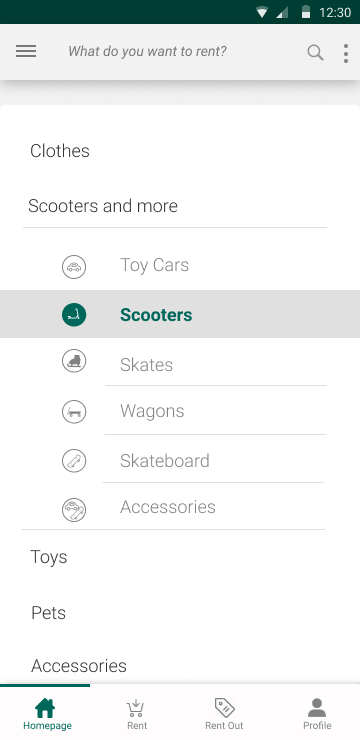 12:30
What do you want to rent?
Clothes
Scooters and more
Toy Cars
Scooters
Skates
Wagons
Skateboard
Accessories
Toys
Pets
Accessories
Homepage
Rent
Rent Out
Profile